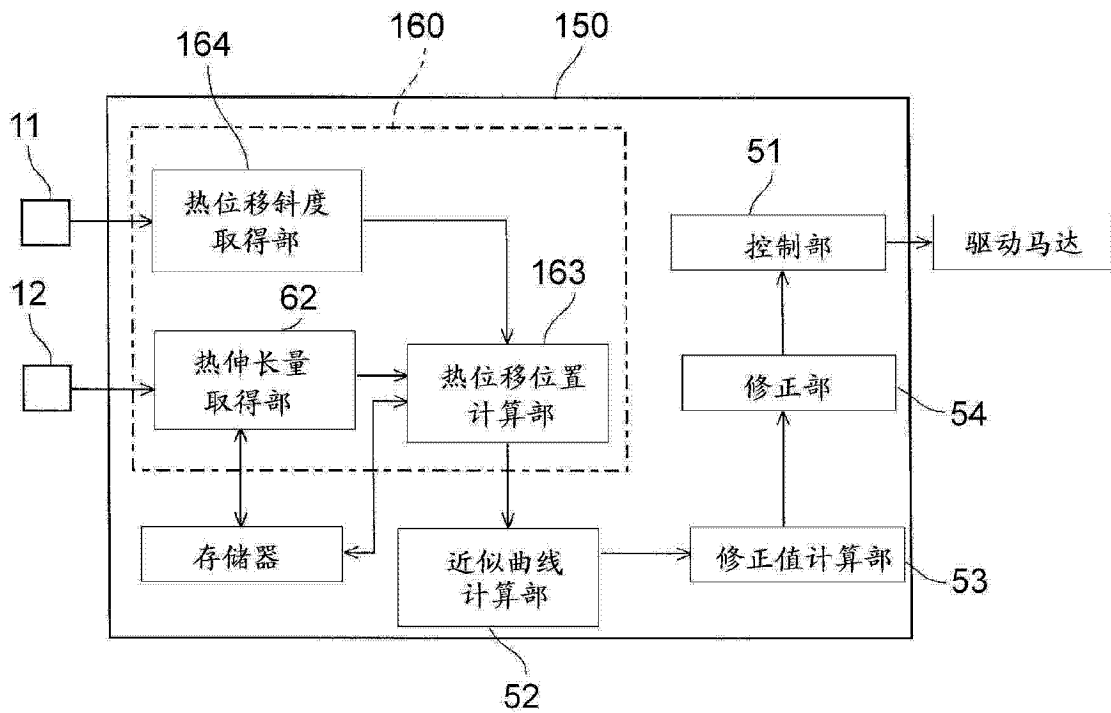 164
160
150
11
热位移斜度
取得部
51
控制部
驱动马达
12
62
热伸长量
取得部
163
热位移位置
计算部
修正部
54
存储器
近似曲线
计算部
修正值计算部
53
52